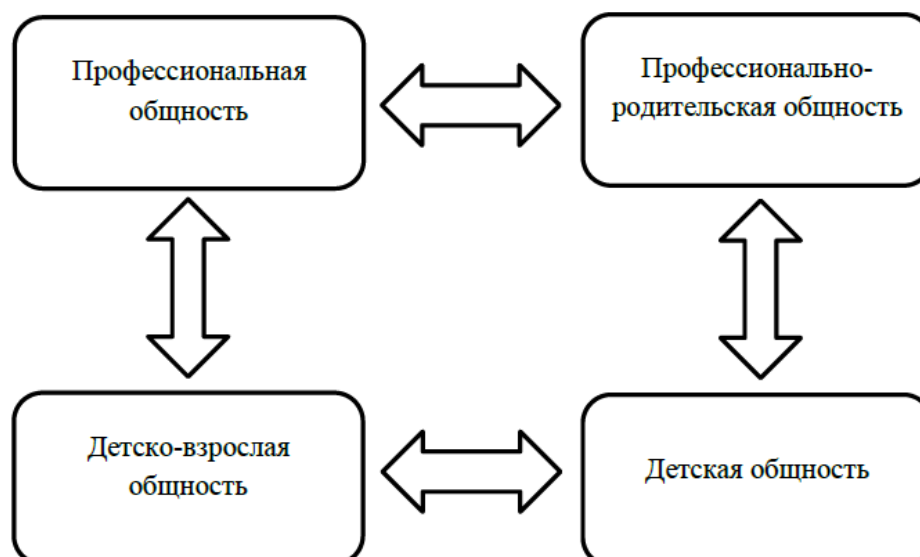 Профессиональная
общность
Профессионально-
родительская общность
Детско-взрослая
общность
Детская общность